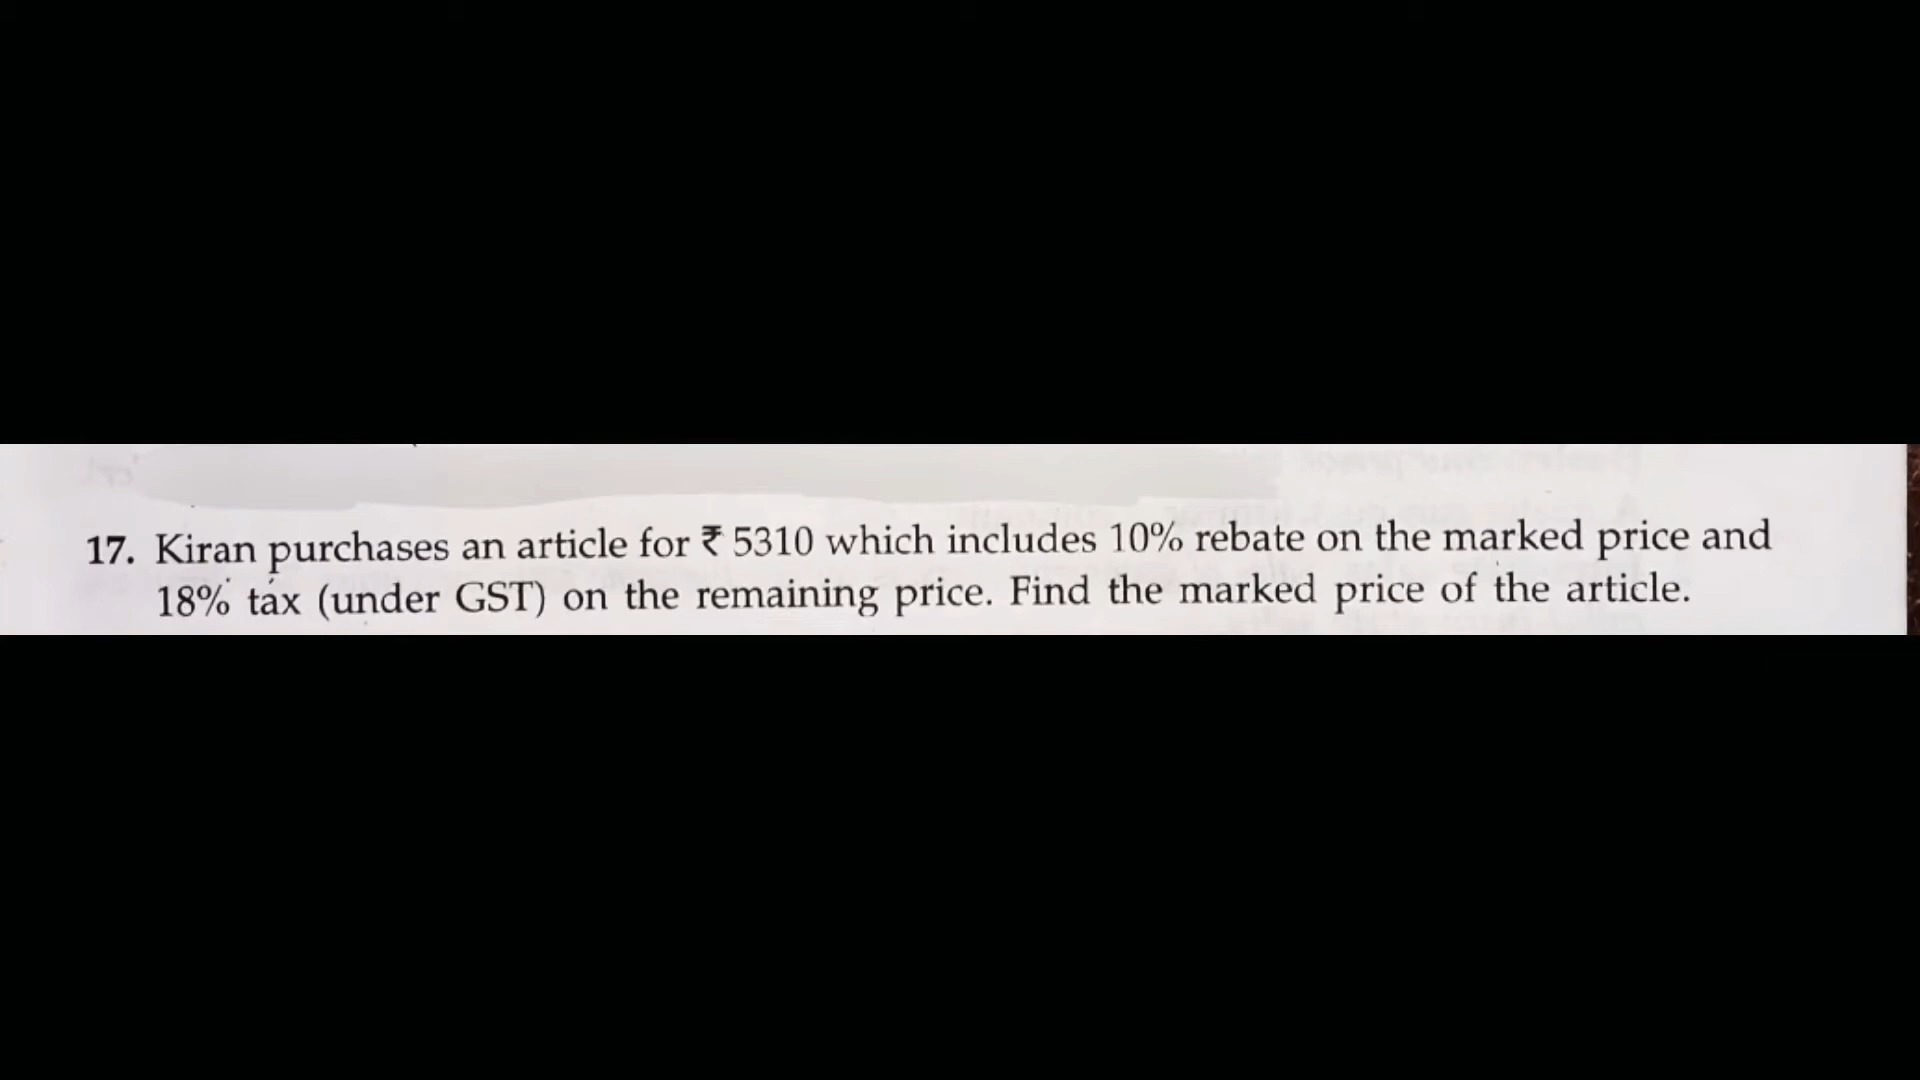 17. Kiran purchases an article for ₹ 5310 which includes 10% rebate on the marked price and
18% tax (under GST) on the remaining price. Find the marked price of the article.